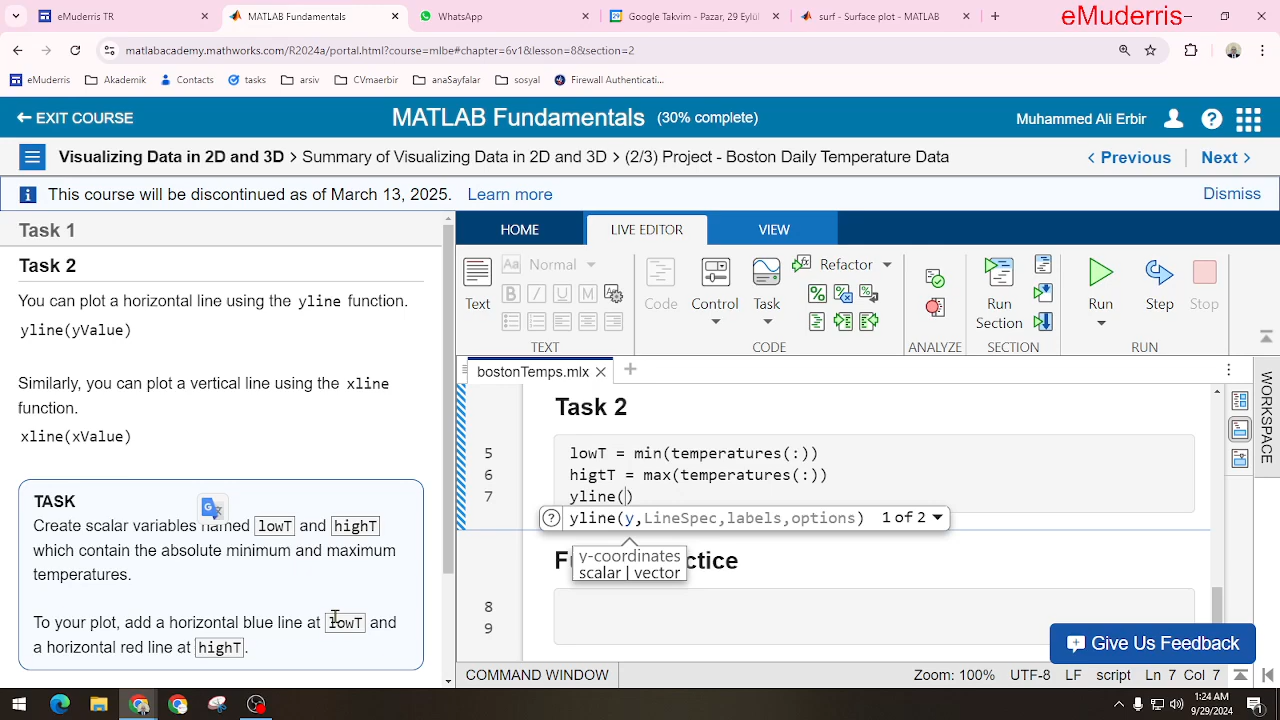 eMuderris TR
MATLAB Fundamentals
WhatsApp
Google Takvim - Pazar, 29 Eylül
surf - Surface plot - MATLAB
eMuderris
matlabacademy.mathworks.com/R2024a/portal.html?course=mlbe#chapter=6v1&lesson=8&section=2
eMuderris
Akademik
Contacts
tasks
arsiv
CVmaerbir
anaSayfalar
sosyal
Firewall Authenticati...
EXIT COURSE
MATLAB Fundamentals (30% complete)
Muhammed Ali Erbir
Visualizing Data in 2D and 3D > Summary of Visualizing Data in 2D and 3D > (2/3) Project - Boston Daily Temperature Data
< Previous
Next >
This course will be discontinued as of March 13, 2025. Learn more
Dismiss
Task 1
Task 2
You can plot a horizontal line using the yline function.
yline(yValue)
Similarly, you can plot a vertical line using the xline
function.
xline(xValue)
TASK
Create scalar variables named lowT and highT
which contain the absolute minimum and maximum
temperatures.
To your plot, add a horizontal blue line at lowT and
a horizontal red line at highT.
HOME
LIVE EDITOR
VIEW
Text
Aa Normal
B I U M
TEXT
Code
Control
Task
Refactor
CODE
ANALYZE
Run
Section
SECTION
Run
Step
Stop
RUN
bostonTemps.mlx
WORKSPACE
Task 2
5 lowT = min(temperatures(:))
6 higtT = max(temperatures(:))
7 yline()
yline(y,LineSpec,labels,options) 1 of 2
y-coordinates
scalar | vector
ctice
8
9
Give Us Feedback
COMMAND WINDOW
Zoom: 100%
UTF-8
LF
script
Ln 7 Col 7
1:24 AM
9/29/2024